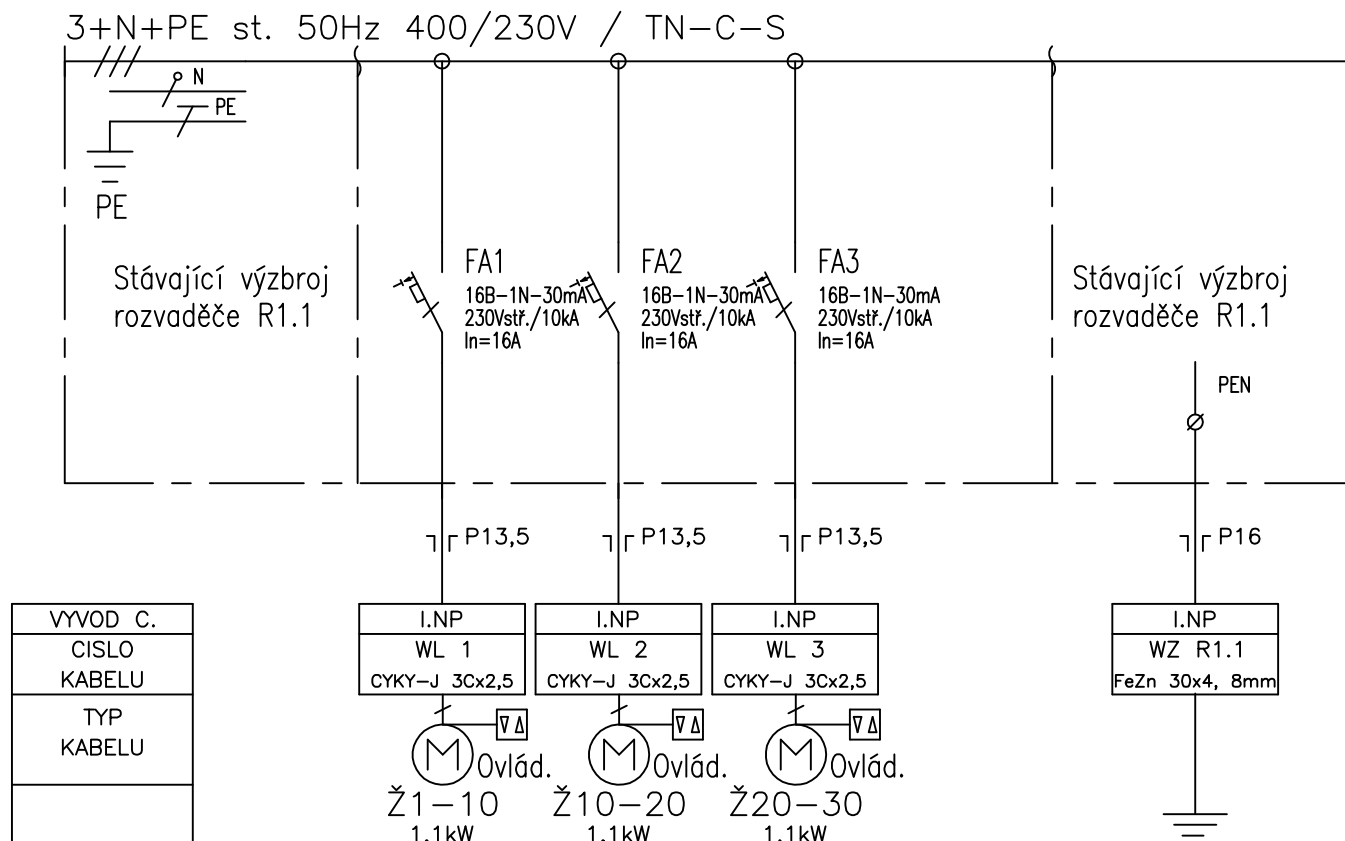 3+N+PE st. 50Hz 400/230V / TN-C-S
N
PE
PE
Stávající výzbroj
rozvaděče R1.1
FA1
16B-1N-30mA
230Vstř./10kA
In=16A
FA2
16B-1N-30mA
230Vstř./10kA
In=16A
FA3
16B-1N-30mA
230Vstř./10kA
In=16A
Stávající výzbroj
rozvaděče R1.1
PEN
P13,5
P13,5
P13,5
P16
VYVOD C.
CISLO
KABELU
TYP
KABELU
I.NP
WL 1
CYKY-J 3Cx2,5
I.NP
WL 2
CYKY-J 3Cx2,5
I.NP
WL 3
CYKY-J 3Cx2,5
I.NP
WZ R1.1
FeZn 30x4, 8mm
M
Ovlád.
Ž1-10
1.1kW
M
Ovlád.
Ž10-20
1.1kW
M
Ovlád.
Ž20-30
1.1kW